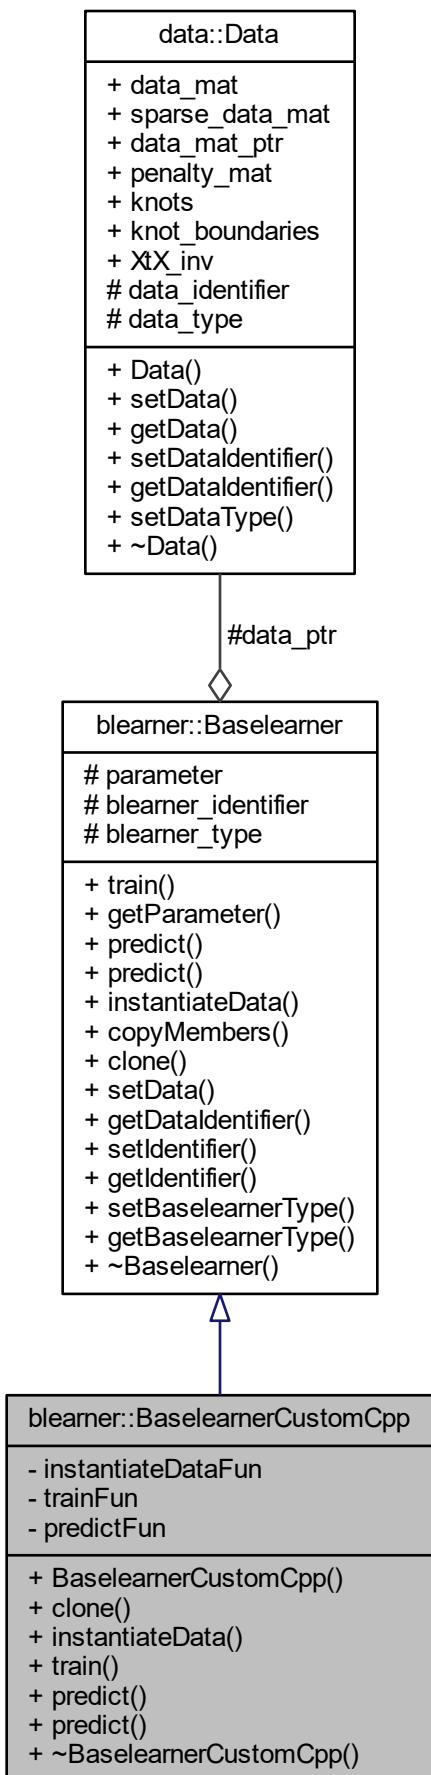 data::Data
+ data_mat
+ sparse_data_mat
+ data_mat_ptr
+ penalty_mat
+ knots
+ knot_boundaries
+ XtX_inv
# data_identifier
# data_type
+ Data()
+ setData()
+ getData()
+ setDataIdentifier()
+ getDataIdentifier()
+ setDataType()
+ ~Data()
#data_ptr
blearner::Baselearner
# parameter
# blearner_identifier
# blearner_type
+ train()
+ getParameter()
+ predict()
+ predict()
+ instantiateData()
+ copyMembers()
+ clone()
+ setData()
+ getDataIdentifier()
+ setIdentifier()
+ getIdentifier()
+ setBaselearnerType()
+ getBaselearnerType()
+ ~Baselearner()
blearner::BaselearnerCustomCpp
- instantiateDataFun
- trainFun
- predictFun
+ BaselearnerCustomCpp()
+ clone()
+ instantiateData()
+ train()
+ predict()
+ predict()
+ ~BaselearnerCustomCpp()